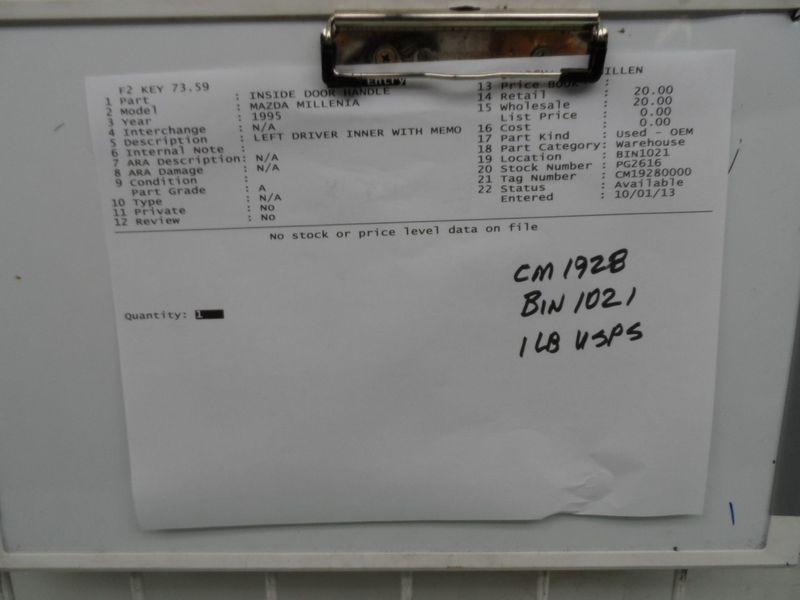 Entry
F2 KEY 73.59
1 Part : INSIDE DOOR HANDLE
2 Model : MAZDA MILLENIA
3 Year : 1995
4 Interchange : N/A
5 Description : LEFT DRIVER INNER WITH MEMO
6 Internal Note :
7 ARA Description: N/A
8 ARA Damage : N/A
9 Condition :
Part Grade : A
10 Type : N/A
11 Private : No
12 Review : No
MILLEN
13 Price Book :
14 Retail : 20.00
15 Wholesale : 20.00
List Price : 0.00
16 Cost : 0.00
17 Part Kind : Used - OEM
18 Part Category: Warehouse
19 Location : BIN1021
20 Stock Number : PG2616
21 Tag Number : CM19280000
22 Status : Available
Entered : 10/01/13
No stock or price level data on file
CM 1928
BIN 1021
1 LB USPS
Quantity: 1